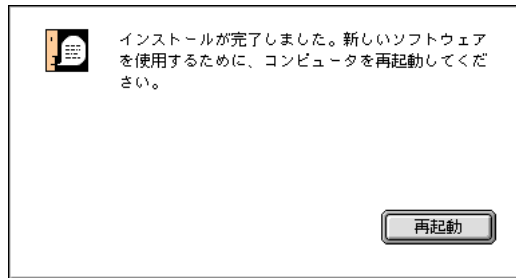 インストールが完了しました。新しいソフトウェア
を使用するために、コンピュータを再起動してくだ
さい。
再起動